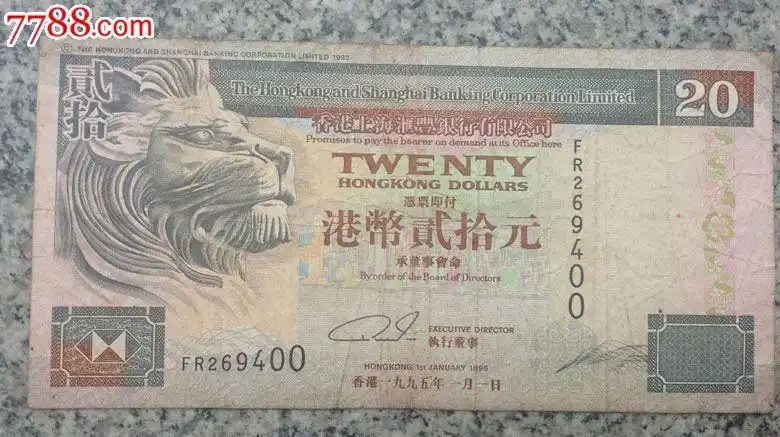 7788.com
© THE HONGKONG AND SHANGHAI BANKING CORPORATION LIMITED 1993
貳拾
The Hongkong and Shanghai Banking Corporation Limited
20
香港上海滙豐銀行有限公司
Promises to pay the bearer on demand at its Office here
TWENTY
HONGKONG DOLLARS
憑票即付
港幣貳拾元
承董事會命
By order of the Board of Directors
FR269400
EXECUTIVE DIRECTOR
執行董事
FR269400
HONGKONG 1ST JANUARY 1995
香港一九九五年一月一日